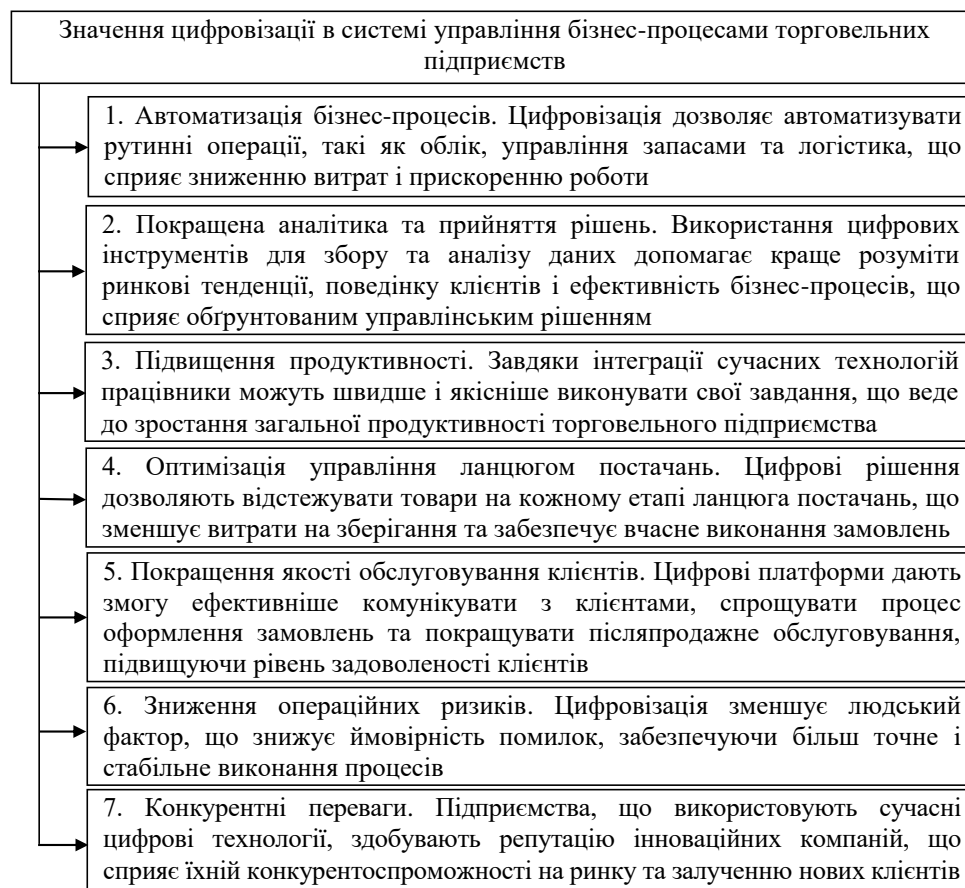 Значення цифровізації в системі управління бізнес-процесами торговельних
підприємств
1. Автоматизація бізнес-процесів. Цифровізація дозволяє автоматизувати
рутинні операції, такі як облік, управління запасами та логістика, що
сприяє зниженню витрат і прискоренню роботи
2. Покращена аналітика та прийняття рішень. Використання цифрових
інструментів для збору та аналізу даних допомагає краще розуміти
ринкові тенденції, поведінку клієнтів і ефективність бізнес-процесів, що
сприяє обґрунтованим управлінським рішенням
3. Підвищення продуктивності. Завдяки інтеграції сучасних технологій
працівники можуть швидше і якісніше виконувати свої завдання, що веде
до зростання загальної продуктивності торговельного підприємства
4. Оптимізація управління ланцюгом постачань. Цифрові рішення
дозволяють відстежувати товари на кожному етапі ланцюга постачань, що
зменшує витрати на зберігання та забезпечує вчасне виконання замовлень
5. Покращення якості обслуговування клієнтів. Цифрові платформи дають
змогу ефективніше комунікувати з клієнтами, спрощувати процес
оформлення замовлень та покращувати післяпродажне обслуговування,
підвищуючи рівень задоволеності клієнтів
6. Зниження операційних ризиків. Цифровізація зменшує людський
фактор, що знижує ймовірність помилок, забезпечуючи більш точне і
стабільне виконання процесів
7. Конкурентні переваги. Підприємства, що використовують сучасні
цифрові технології, здобувають репутацію інноваційних компаній, що
сприяє їхній конкурентоспроможності на ринку та залученню нових клієнтів